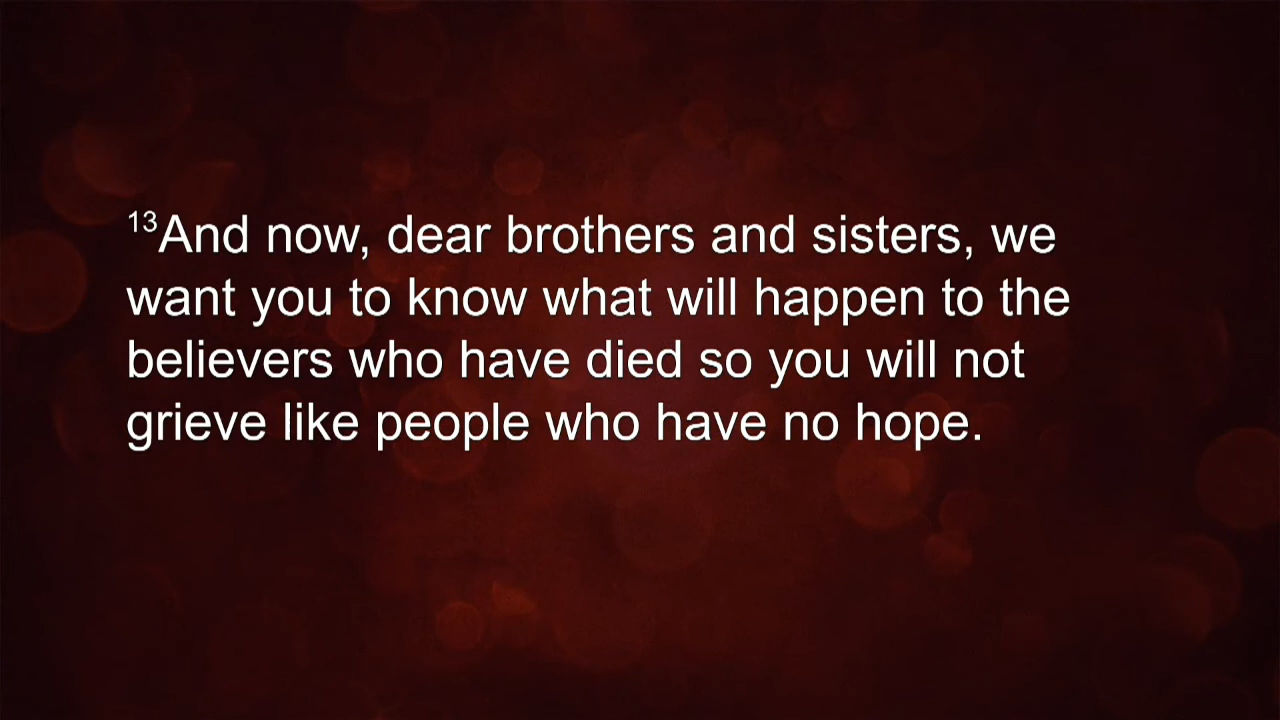 13And now, dear brothers and sisters, we
want you to know what will happen to the
believers who have died so you will not
grieve like people who have no hope.